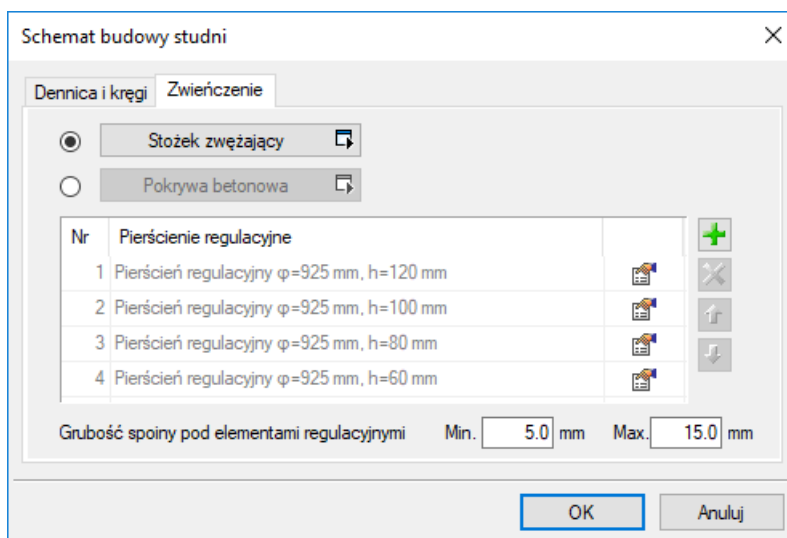 Schemat budowy studni
Dennica i kręgi Zwieńczenie
Stożek zwężający
Pokrywa betonowa
Nr Pierścienie regulacyjne
1 Pierścień regulacyjny φ=925 mm, h=120 mm
2 Pierścień regulacyjny φ=925 mm, h=100 mm
3 Pierścień regulacyjny φ=925 mm, h=80 mm
4 Pierścień regulacyjny φ=925 mm, h=60 mm
Grubość spoiny pod elementami regulacyjnymi Min. 5.0 mm Max. 15.0 mm
OK Anuluj